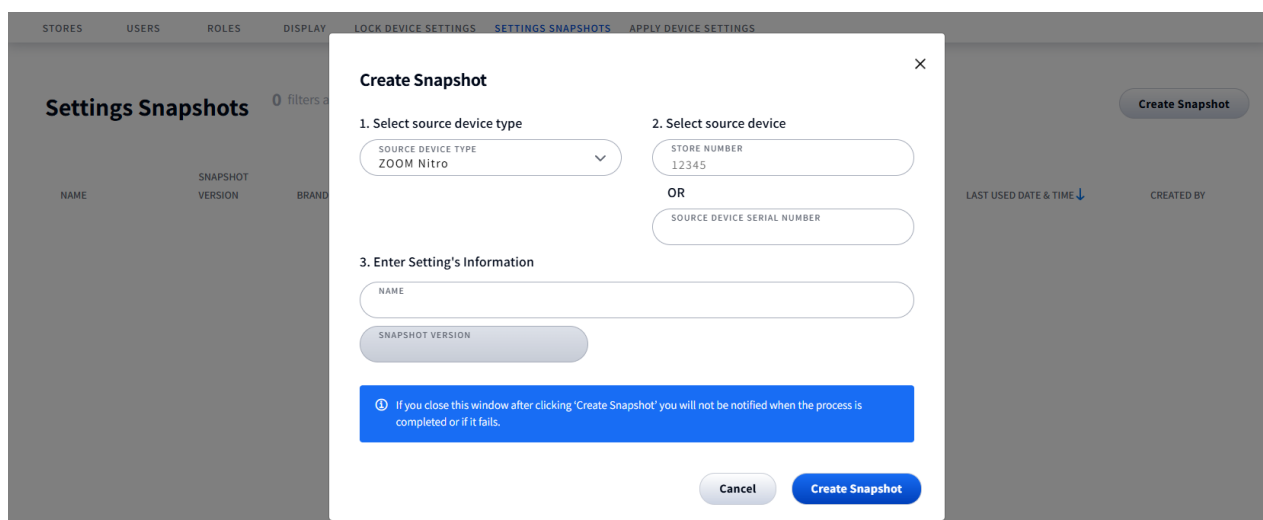 STORES USERS ROLES DISPLAY LOCK DEVICE SETTINGS SETTINGS SNAPSHOTS APPLY DEVICE SETTINGS
Settings Snapshots 0 filters a
Create Snapshot
NAME
SNAPSHOT
VERSION
BRAND
LAST USED DATE & TIME↓
CREATED BY
Create Snapshot
1. Select source device type
SOURCE DEVICE TYPE
ZOOM Nitro
2. Select source device
STORE NUMBER
12345
OR
SOURCE DEVICE SERIAL NUMBER
3. Enter Setting's Information
NAME
SNAPSHOT VERSION
If you close this window after clicking 'Create Snapshot' you will not be notified when the process is
completed or if it fails.
Cancel Create Snapshot